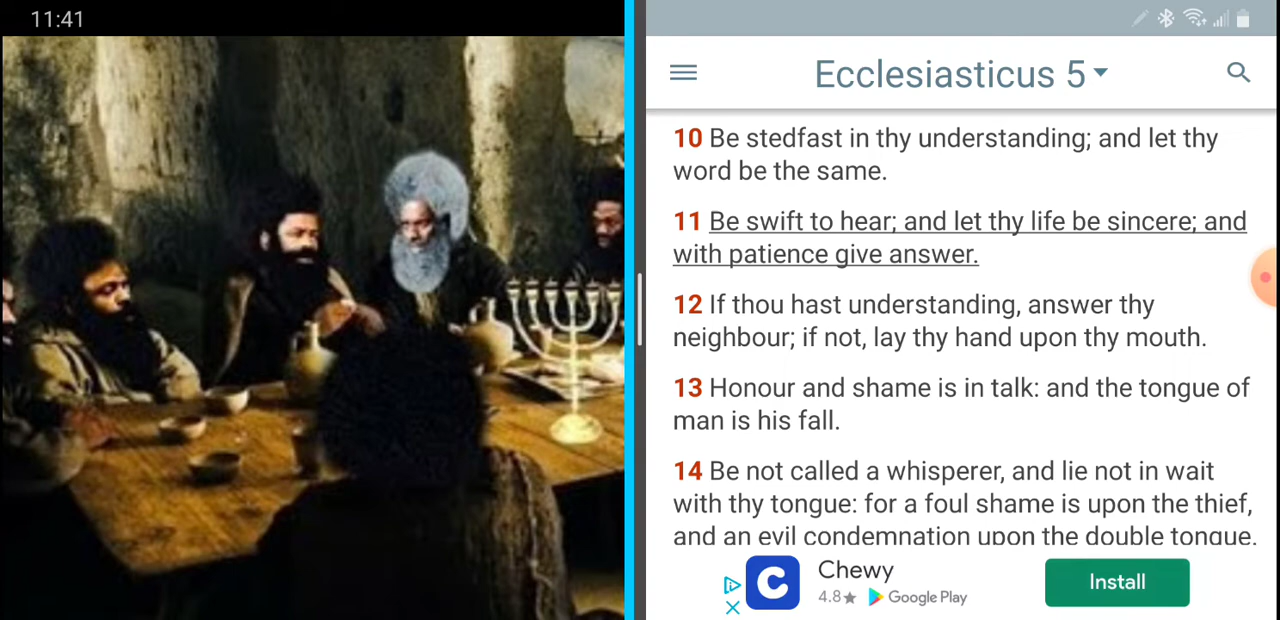 11:41
Ecclesiasticus 5
10 Be stedfast in thy understanding; and let thy
word be the same.
11 Be swift to hear; and let thy life be sincere; and
with patience give answer.
12 If thou hast understanding, answer thy
neighbour; if not, lay thy hand upon thy mouth.
13 Honour and shame is in talk: and the tongue of
man is his fall.
14 Be not called a whisperer, and lie not in wait
with thy tongue: for a foul shame is upon the thief,
and an evil condemnation upon the double tongue.
C
Chewy
4.8★ Google Play
Install